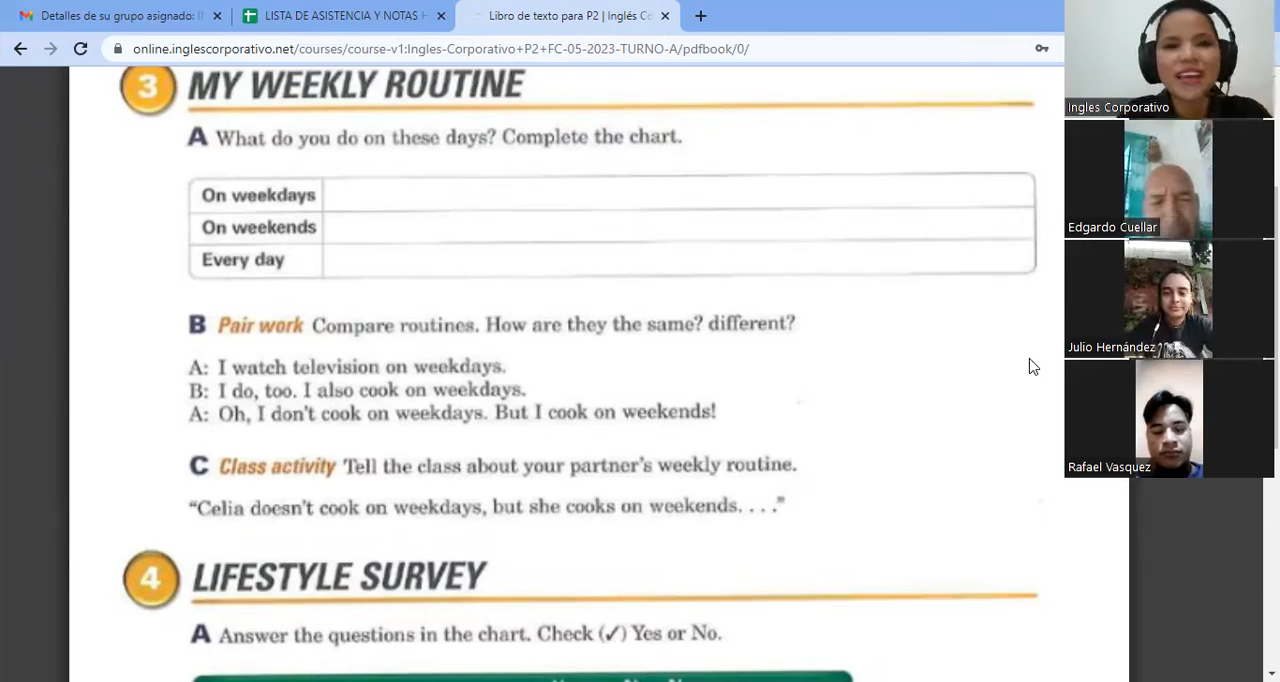 Detalles de su grupo asignado: I
LISTA DE ASISTENCIA Y NOTAS
Libro de texto para P2 | Inglés Co
online.inglescorporativo.net/courses/course-v1:Ingles-Corporativo+P2+FC-05-2023-TURNO-A/pdfbook/0/
3 MY WEEKLY ROUTINE
A What do you do on these days? Complete the chart.
On weekdays
On weekends
Every day
B Pair work Compare routines. How are they the same? different?
A: I watch television on weekdays.
B: I do, too. I also cook on weekdays.
A: Oh, I don't cook on weekdays. But I cook on weekends!
C Class activity Tell the class about your partner's weekly routine.
“Celia doesn't cook on weekdays, but she cooks on weekends. . . .”
4 LIFESTYLE SURVEY
A Answer the questions in the chart. Check (✓) Yes or No.
Ingles Corporativo
Edgardo Cuellar
Julio Hernández
Rafael Vasquez